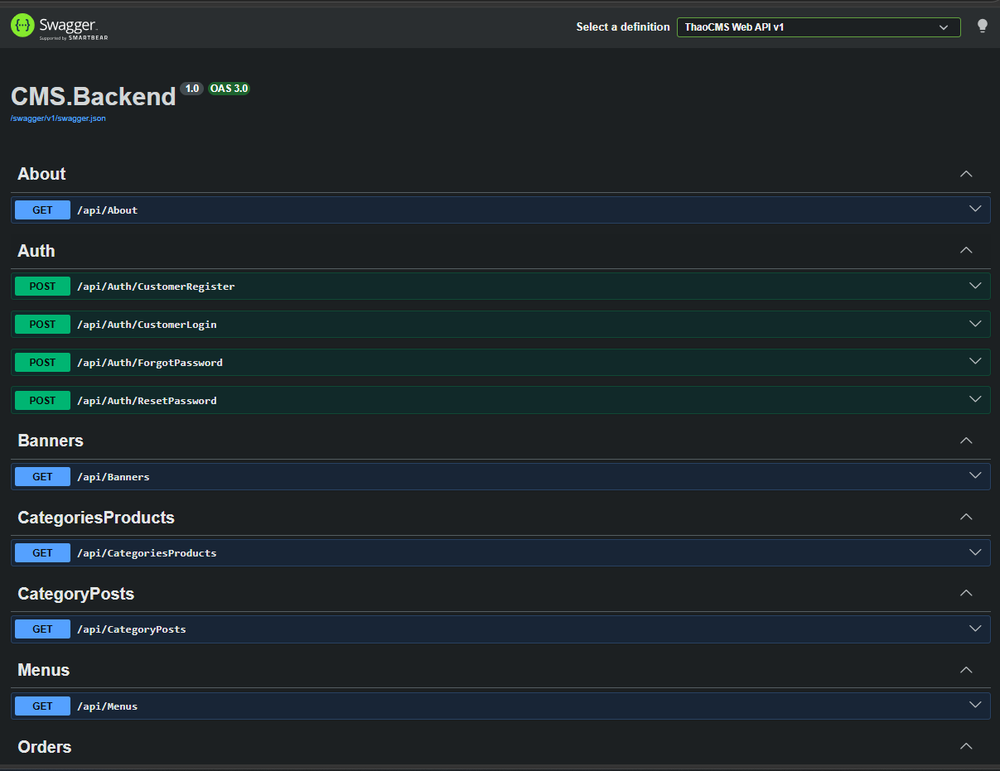 {···} Swagger.
Supported by SMARTBEAR
Select a definition
ThaoCMS Web API v1
CMS.Backend 1.0 OAS 3.0
/swagger/v1/swagger.json
About
GET /api/About
Auth
POST /api/Auth/CustomerRegister
POST /api/Auth/CustomerLogin
POST /api/Auth/ForgotPassword
POST /api/Auth/ResetPassword
Banners
GET /api/Banners
CategoriesProducts
GET /api/CategoriesProducts
CategoryPosts
GET /api/CategoryPosts
Menus
GET /api/Menus
Orders